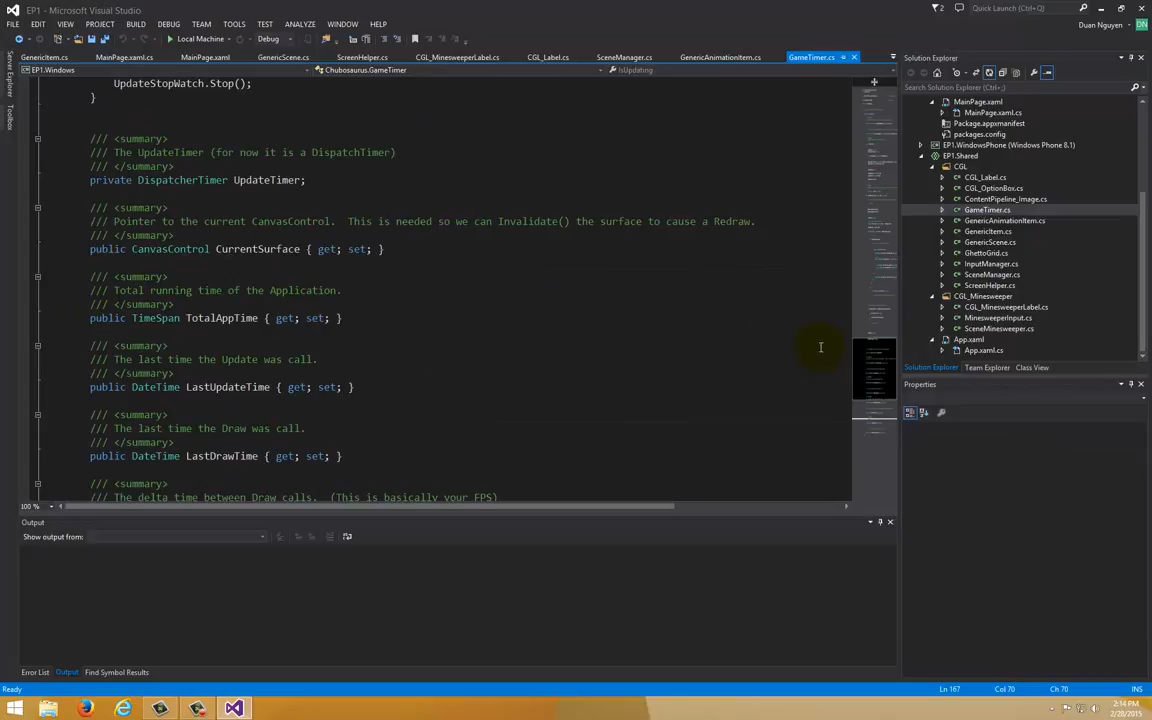 EP1 - Microsoft Visual Studio
2
Quick Launch (Ctrl+;)
FILE EDIT VIEW PROJECT BUILD DEBUG TEAM TOOLS TEST ANALYZE WINDOW HELP
Duan Nguyen
DN
Local Machine
Debug
GenericItem.cs MainPage.xaml.cs MainPage.xaml GenericScene.cs ScreenHelper.cs CGL_MinesweeperLabel.cs CGL_Label.cs SceneManager.cs GenericAnimationItem.cs GameTimer.cs
EP1.Windows
Chubosaurus.GameTimer
IsUpdating
Server Explorer
Toolbox
UpdateStopWatch.Stop();
}
/// <summary>
/// The UpdateTimer (for now it is a DispatchTimer)
/// </summary>
private DispatcherTimer UpdateTimer;
/// <summary>
/// Pointer to the current CanvasControl.  This is needed so we can Invalidate() the surface to cause a Redraw.
/// </summary>
public CanvasControl CurrentSurface { get; set; }
/// <summary>
/// Total running time of the Application.
/// </summary>
public TimeSpan TotalAppTime { get; set; }
/// <summary>
/// The last time the Update was call.
/// </summary>
public DateTime LastUpdateTime { get; set; }
/// <summary>
/// The last time the Draw was call.
/// </summary>
public DateTime LastDrawTime { get; set; }
/// <summary>
/// The delta time between Draw calls.  (This is basically your FPS)
100 %
Solution Explorer
Search Solution Explorer (Ctrl+;)
MainPage.xaml
MainPage.xaml.cs
Package.appxmanifest
packages.config
EP1.WindowsPhone (Windows Phone 8.1)
EP1.Shared
CGL
CGL_Label.cs
CGL_OptionBox.cs
ContentPipeline_Image.cs
GameTimer.cs
GenericAnimationItem.cs
GenericItem.cs
GenericScene.cs
GhettoGrid.cs
InputManager.cs
SceneManager.cs
ScreenHelper.cs
CGL_Minesweeper
CGL_MinesweeperLabel.cs
MinesweeperInput.cs
SceneMinesweeper.cs
App.xaml
App.xaml.cs
Solution Explorer Team Explorer Class View
Properties
Output
Show output from:
Error List Output Find Symbol Results
Ready
Ln 167
Col 70
Ch 70
INS
2:14 PM
2/28/2015